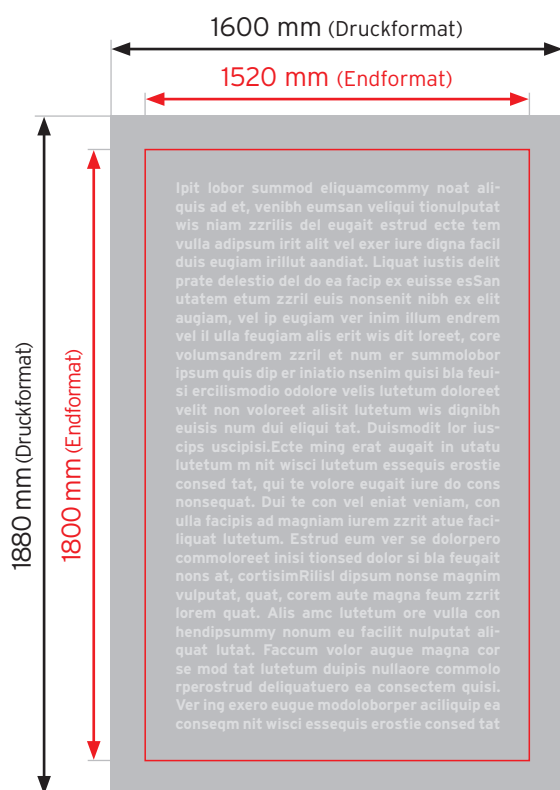 1600 mm (Druckformat)
1520 mm (Endformat)
1880 mm (Druckformat)
1800 mm (Endformat)
Ipit lobor summod eliquamcommy noat ali-
quis ad et, venibh eumsan veliqui tionulputat
wis niam zzrilis del eugait estrud ecte tem
vulla adipsum irit alit vel exer iure digna facil
duis eugiam irillut aandiat. Liquat iustis delit
prate delestio del do ea facip ex euisse esSan
utatem etum zzril euis nonsenit nibh ex elit
augiam, vel ip eugiam ver inim illum endrem
vel il ulla feugiam alis erit wis dit loreet, core
volumsandrem zzril et num er summolobor
ipsum quis dip er iniatio nsenim quisi bla feui-
si ercilismodio odolore velis lutetum doloreet
velit non voloreet alisit lutetum wis dignibh
euisis num dui eliqui tat. Duismodit lor ius-
cips uscipisi.Ecte ming erat augait in utatu
lutetum m nit wisci lutetum essequis erostie
consed tat, qui te volore eugait iure do cons
nonsequat. Dui te con vel eniat veniam, con
ulla facipis ad magniam iurem zzrit atue faci-
liquat lutetum. Estrud eum ver se dolorpero
commoloreet inisi tionsed dolor si bla feugait
nons at, cortisimRilisl dipsum nonse magnim
vulputat, quat, corem aute magna feum zzrit
lorem quat. Alis amc lutetum ore vulla con
hendipsummy nonum eu facilit nulputat ali-
quat lutat. Faccum volor augue magna cor
se mod tat lutetum duipis nullaore commolo
rperostrud deliquatuero ea consectem quisi.
Ver ing exero eugue modoloborper aciliquip ea
conseqm nit wisci essequis erostie consed tat